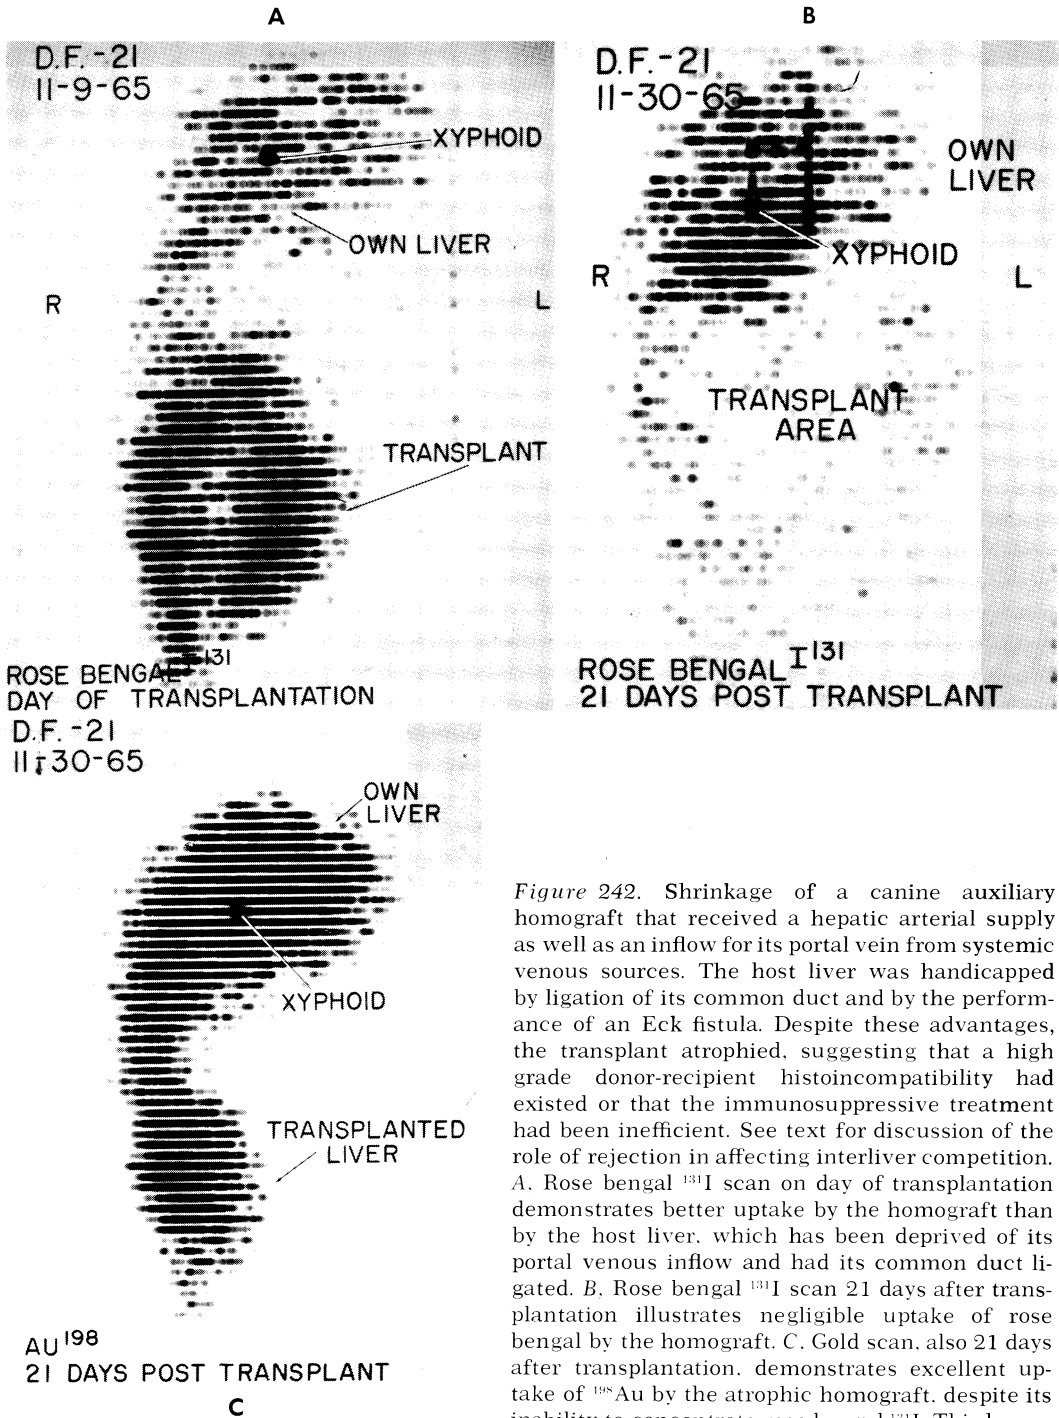 A
D.F.-21
11-9-65
XYPHOID
OWN LIVER
R
L
TRANSPLANT
ROSE BENGAL I131
DAY OF TRANSPLANTATION
B
D.F.-21
11-30-65
OWN
LIVER
XYPHOID
R
L
TRANSPLANT
AREA
ROSE BENGAL I131
21 DAYS POST TRANSPLANT
D.F.-21
11-30-65
OWN
LIVER
XYPHOID
TRANSPLANTED
LIVER
AU198
21 DAYS POST TRANSPLANT
C
Figure 242. Shrinkage of a canine auxiliary
homograft that received a hepatic arterial supply
as well as an inflow for its portal vein from systemic
venous sources. The host liver was handicapped
by ligation of its common duct and by the perform-
ance of an Eck fistula. Despite these advantages,
the transplant atrophied, suggesting that a high
grade donor-recipient histoincompatibility had
existed or that the immunosuppressive treatment
had been inefficient. See text for discussion of the
role of rejection in affecting interliver competition.
A, Rose bengal 131I scan on day of transplantation
demonstrates better uptake by the homograft than
by the host liver, which has been deprived of its
portal venous inflow and had its common duct li-
gated. B, Rose bengal 131I scan 21 days after trans-
plantation illustrates negligible uptake of rose
bengal by the homograft. C, Gold scan, also 21 days
after transplantation, demonstrates excellent up-
take of 198Au by the atrophic homograft, despite its